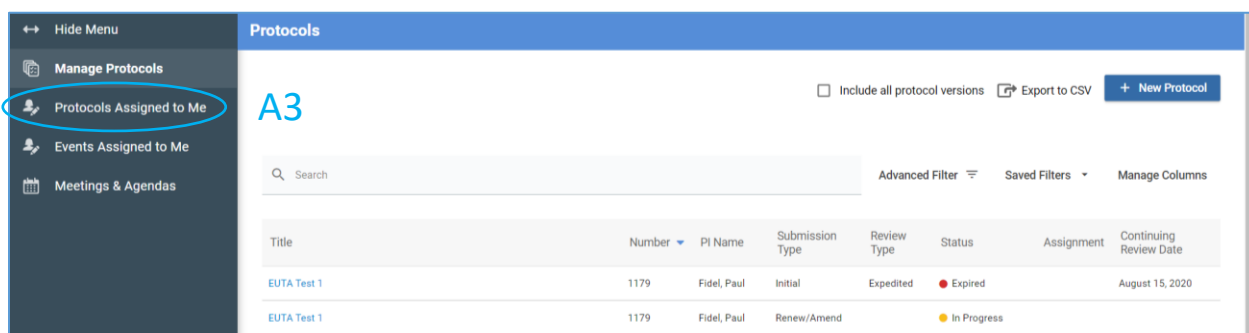 Hide Menu
Protocols
Manage Protocols
Protocols Assigned to Me
A3
Include all protocol versions
Export to CSV
+ New Protocol
Events Assigned to Me
Meetings & Agendas
Search
Advanced Filter
Saved Filters
Manage Columns
Title
Number
PI Name
Submission
Type
Review
Type
Status
Assignment
Continuing
Review Date
EUTA Test 1
1179
Fidel, Paul
Initial
Expedited
Expired
August 15, 2020
EUTA Test 1
1179
Fidel, Paul
Renew/Amend
In Progress